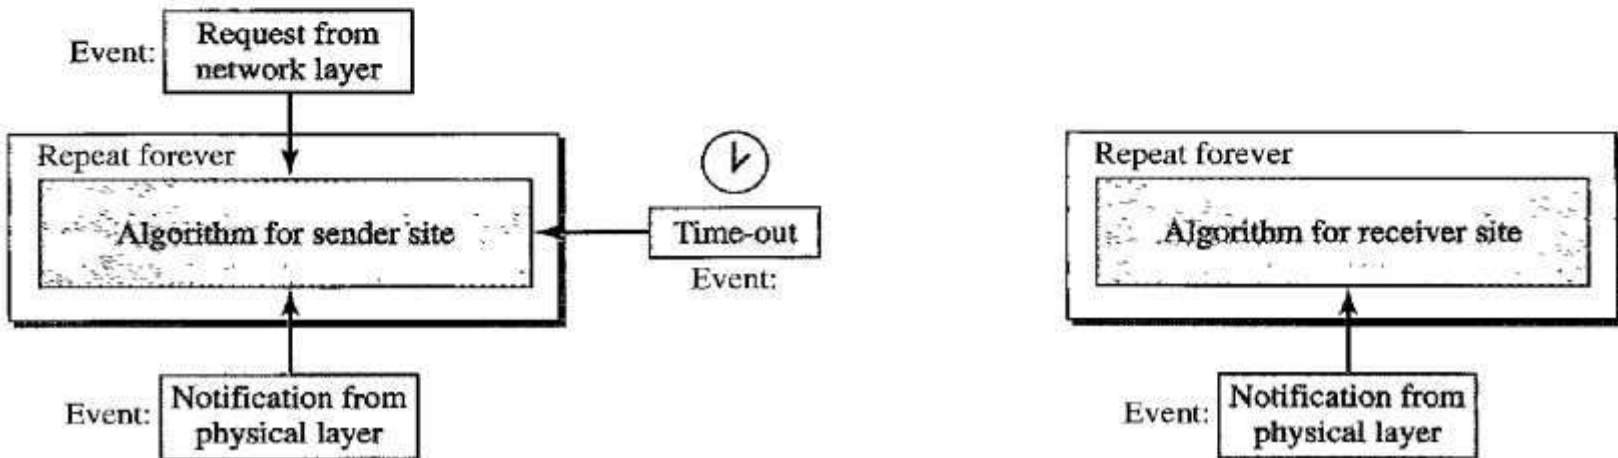 Event:
Request from
network layer
Repeat forever
Algorithm for sender site
Time-out
Event:
Event:
Notification from
physical layer
Repeat forever
Algorithm for receiver site
Event:
Notification from
physical layer